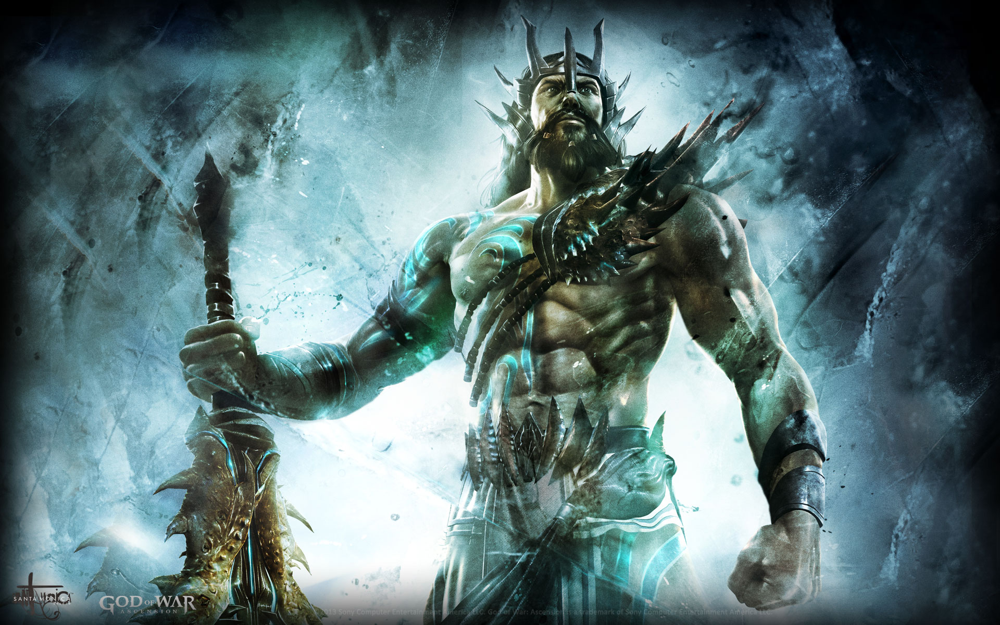 SANTA MONICA
GOD OF WAR
ASCENSION
2013 Sony Computer Entertainment America LLC. God of War: Ascension is a trademark of Sony Computer Entertainment America LLC.